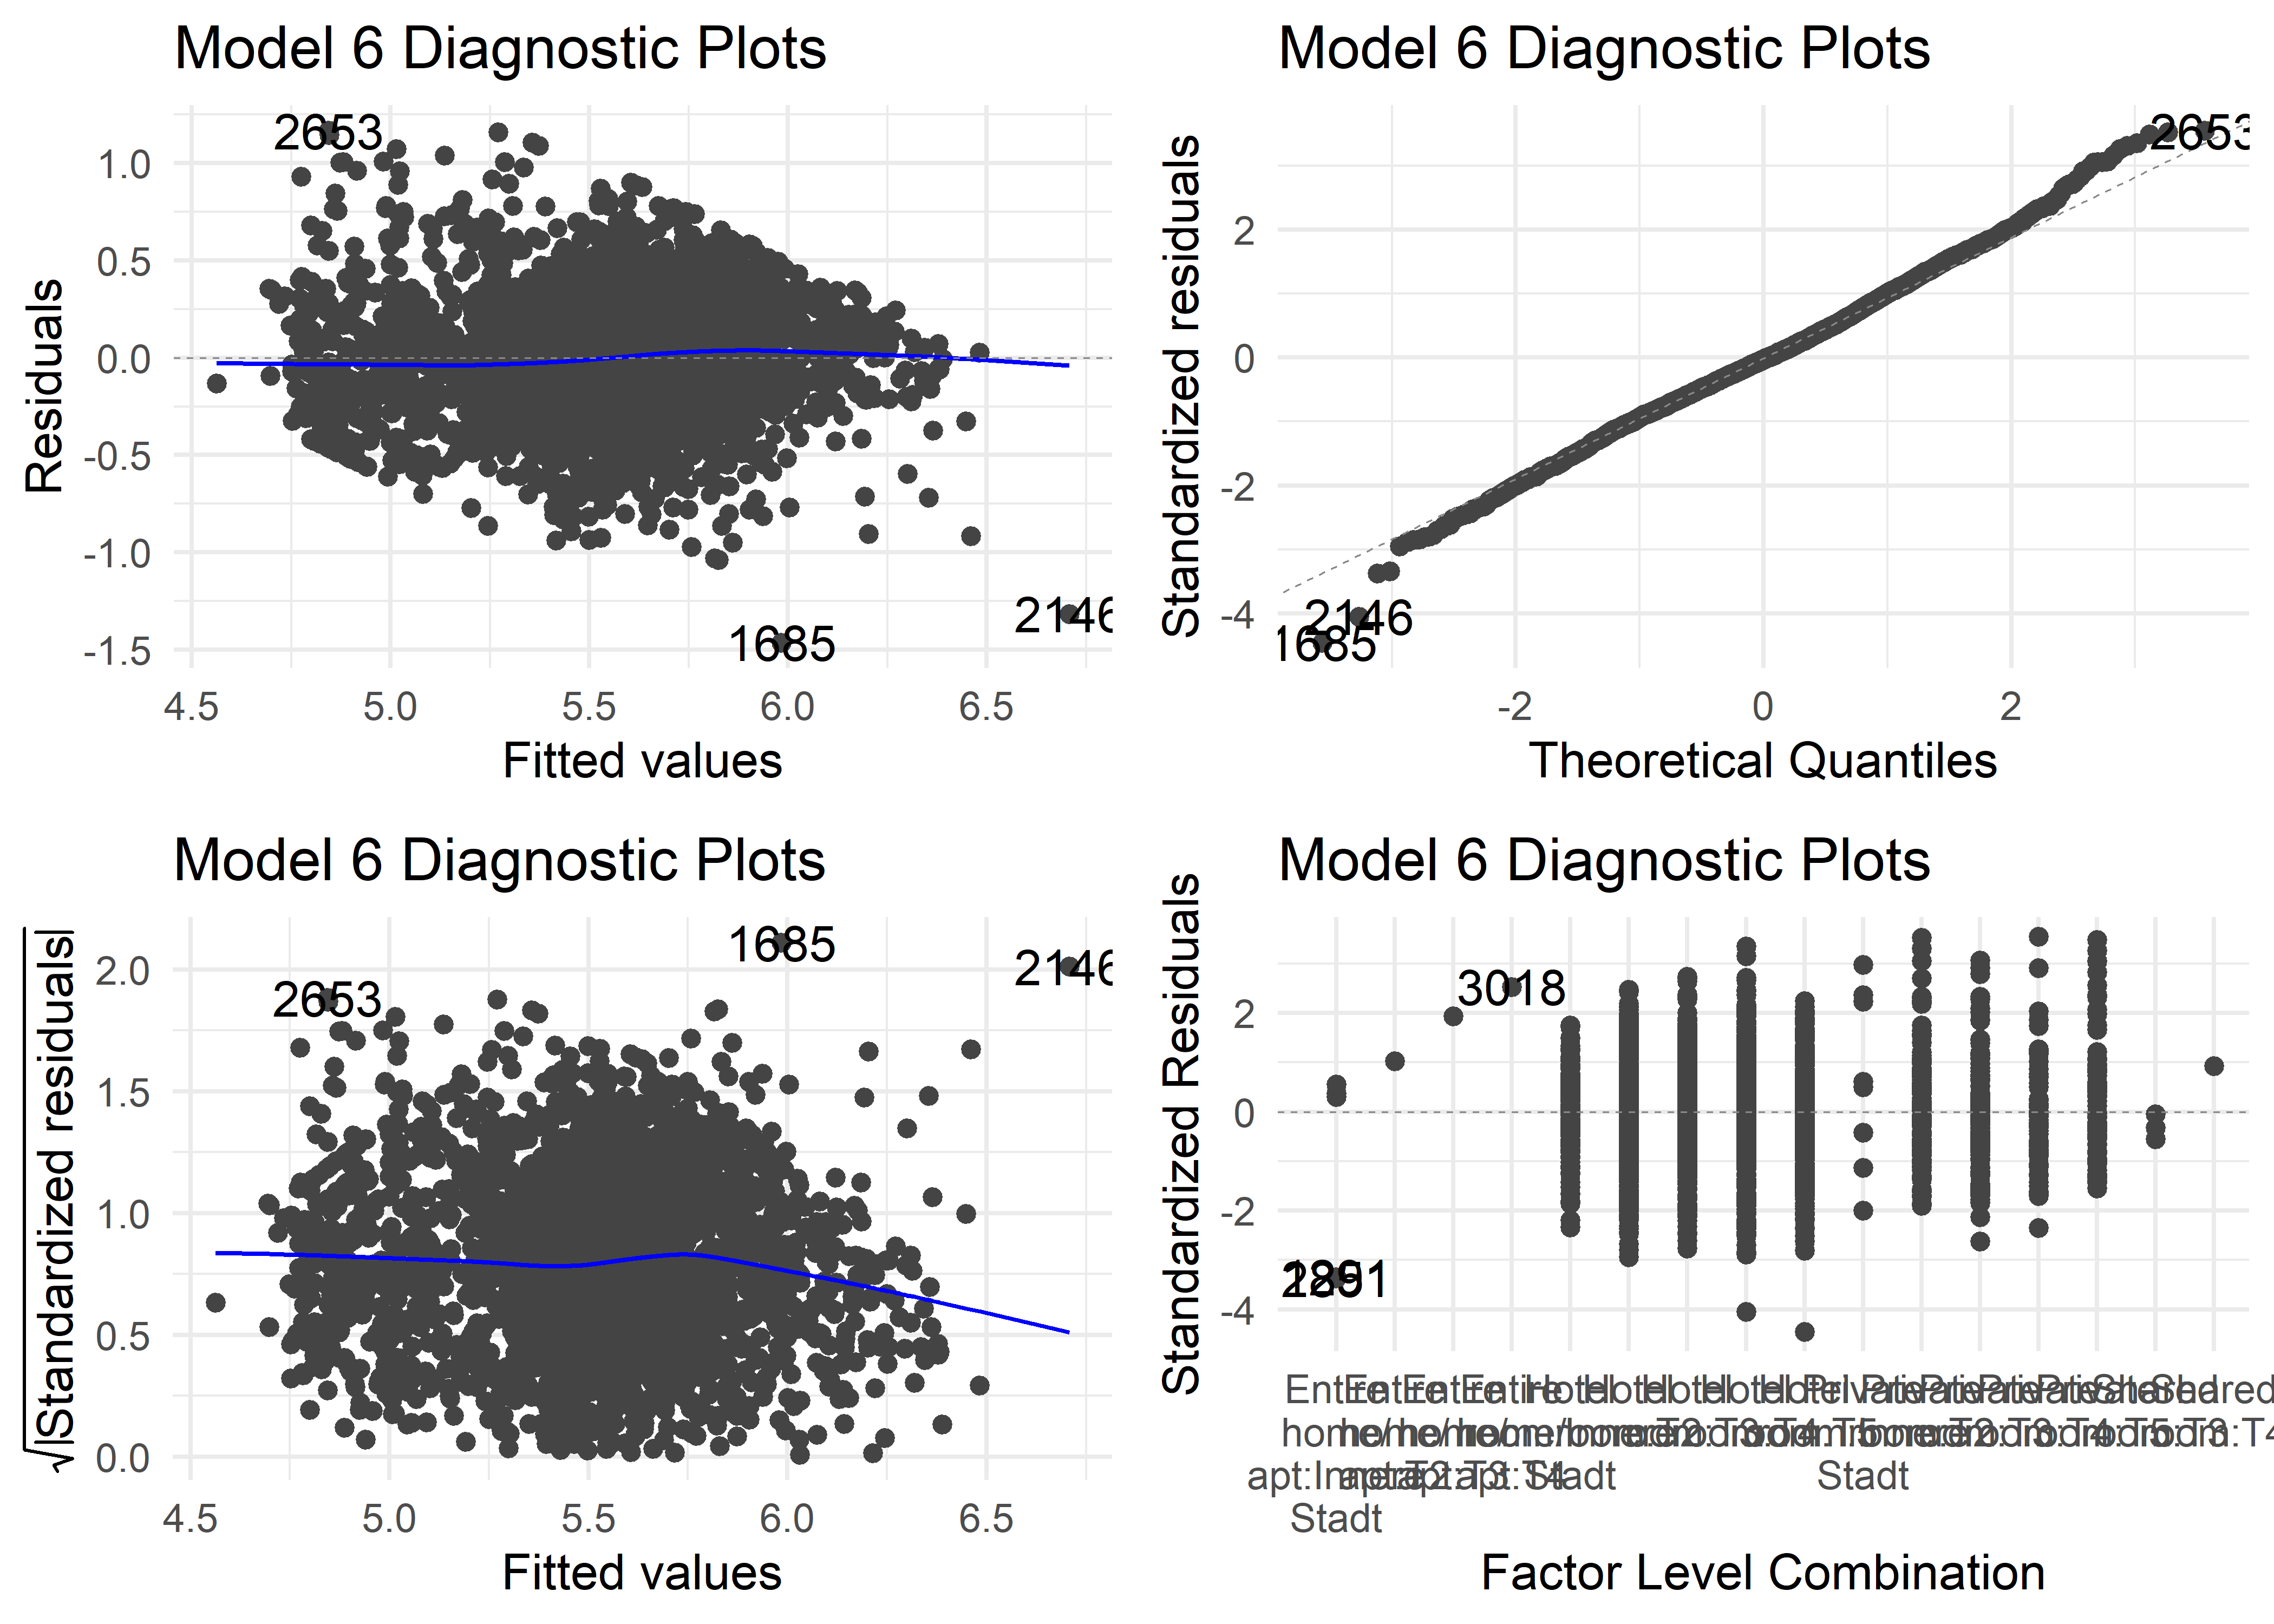 Model 6 Diagnostic Plots
2653
1.0
0.5
0.0
-0.5
-1.0
-1.5
Residuals
2146
1685
4.5 5.0 5.5 6.0 6.5
Fitted values
Model 6 Diagnostic Plots
2653
2
0
-2
-4
Standardized residuals
2146
1685
-2 0 2
Theoretical Quantiles
Model 6 Diagnostic Plots
1685
2146
2653
2.0
1.5
1.0
0.5
0.0
√|Standardized residuals|
4.5 5.0 5.5 6.0 6.5
Fitted values
Model 6 Diagnostic Plots
3018
2
0
-2
-4
Standardized Residuals
Stadt
Stadt
Stadt
Factor Level Combination